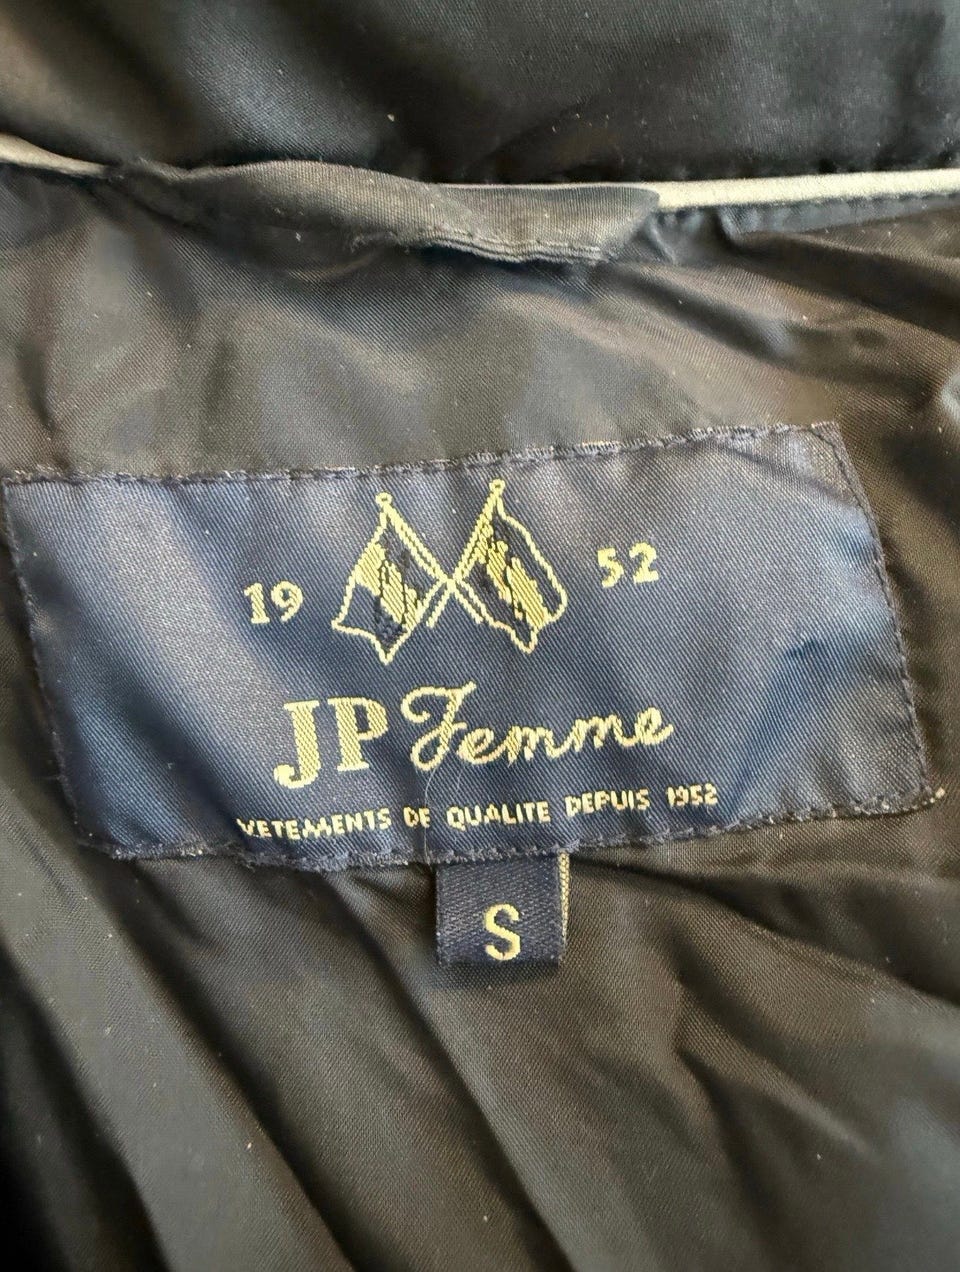 19 52
JP Femme
VETEMENTS DE QUALITE DEPUIS 1952
S